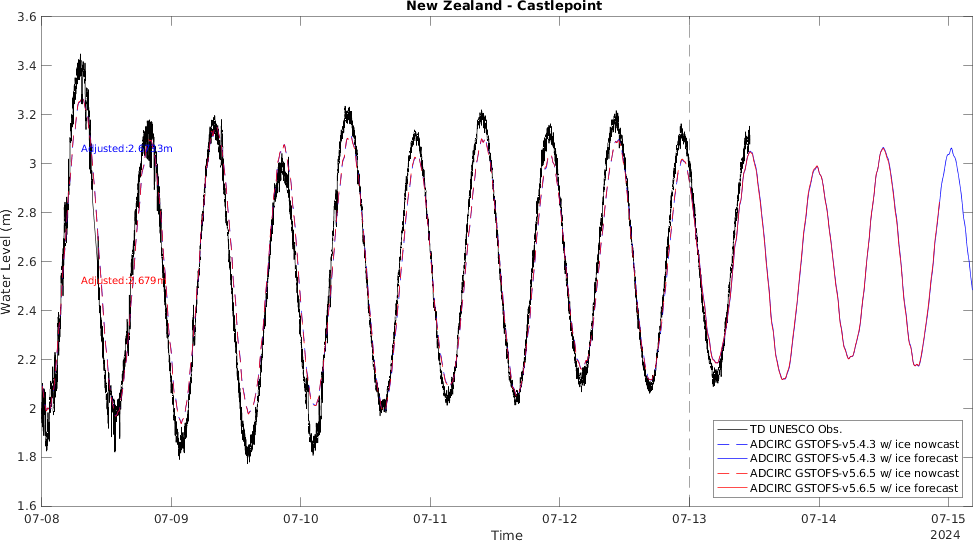 New Zealand - Castlepoint
3.6
3.4
3.2
3
2.8
2.6
2.4
2.2
2
1.8
1.6
Water Level (m)
Adjusted:
Adjusted:2.679m
07-08
07-09
07-10
07-11
07-12
07-13
07-14
07-15
2024
Time
TD UNESCO Obs.
ADCIRC GSTOFS-v5.4.3 w/ ice nowcast
ADCIRC GSTOFS-v5.4.3 w/ ice forecast
ADCIRC GSTOFS-v5.6.5 w/ ice nowcast
ADCIRC GSTOFS-v5.6.5 w/ ice forecast